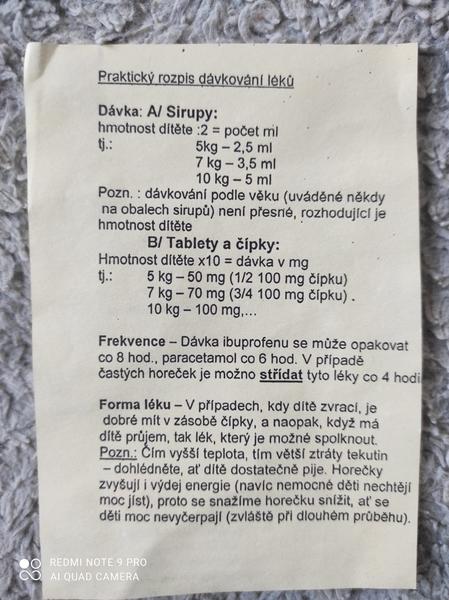 Praktický rozpis dávkování léků
Dávka: A/ Sirupy:
hmotnost dítěte :2 = počet ml
tj.: 5kg – 2,5 ml
7 kg – 3,5 ml
10 kg – 5 ml
Pozn. : dávkování podle věku (uváděné někdy
na obalech sirupů) není přesné, rozhodující je
hmotnost dítěte
B/ Tablety a čípky:
Hmotnost dítěte x10 = dávka v mg
tj.: 5 kg – 50 mg (1/2 100 mg čípku)
7 kg – 70 mg (3/4 100 mg čípku) .
10 kg – 100 mg,...
Frekvence – Dávka ibuprofenu se může opakovat
co 8 hod., paracetamol co 6 hod. V případě
častých horeček je možno střídat tyto léky co 4 hodi
Forma léku – V případech, kdy dítě zvrací, je
dobré mít v zásobě čípky, a naopak, když má
dítě průjem, tak lék, který je možné spolknout.
Pozn.: Čím vyšší teplota, tím větší ztráty tekutin
– dohlédněte, ať dítě dostatečně pije. Horečky
zvyšují i výdej energie (navíc nemocné děti nechtějí
moc jíst), proto se snažíme horečku snížit, ať se
děti moc nevyčerpají (zvláště při dlouhém průběhu).
REDMI NOTE 9 PRO
AI QUAD CAMERA